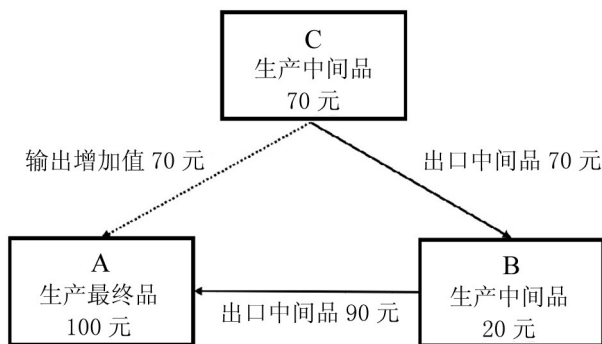 C
生产中间品
70 元
输出增加值 70 元
出口中间品 70 元
A
生产最终品
100 元
出口中间品 90 元
B
生产中间品
20 元